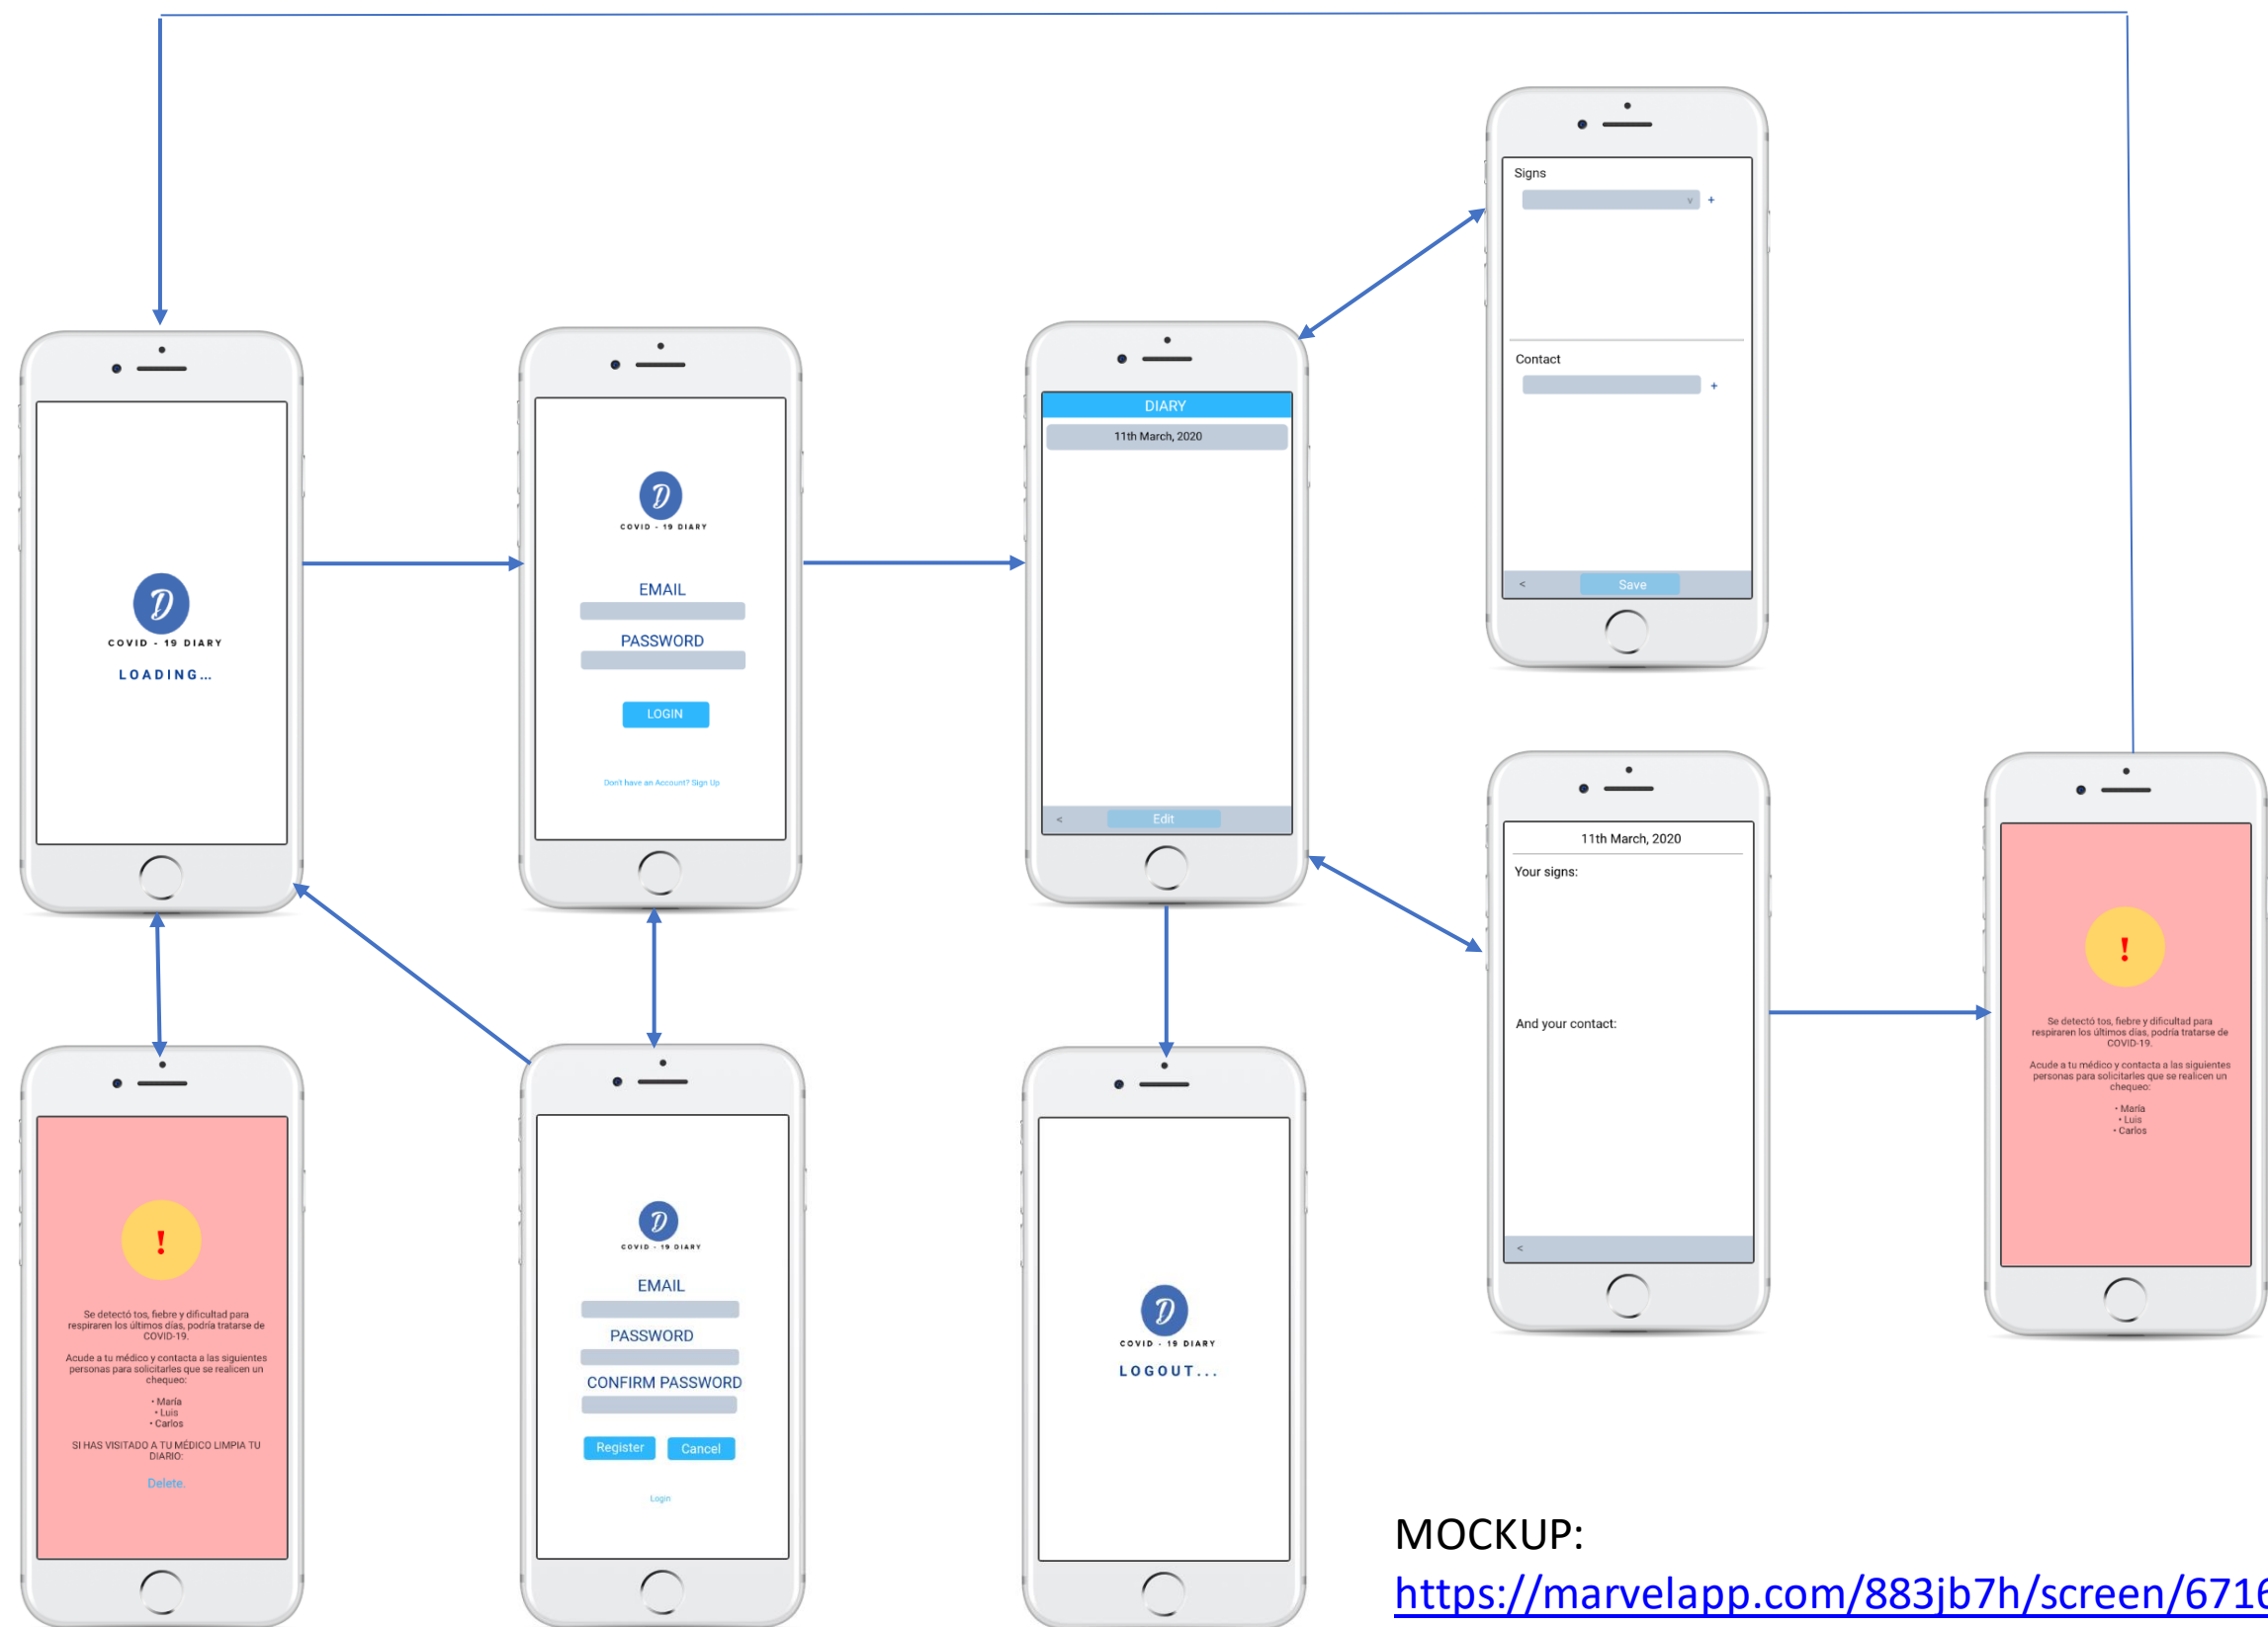 Signs
v +
Contact
+
< Save
D
COVID - 19 DIARY
LOADING...
D
COVID - 19 DIARY
EMAIL
PASSWORD
LOGIN
Don't have an Account? Sign Up
DIARY
11th March, 2020
< Edit
11th March, 2020
Your signs:
And your contact:
<
!
Se detectó tos, fiebre y dificultad para
respiraren los últimos días, podría tratarse de
COVID-19.
Acude a tu médico y contacta a las siguientes
personas para solicitarles que se realicen un
chequeo:
• María
• Luis
• Carlos
!
Se detectó tos, fiebre y dificultad para
respiraren los últimos días, podría tratarse de
COVID-19.
Acude a tu médico y contacta a las siguientes
personas para solicitarles que se realicen un
chequeo:
• María
• Luis
• Carlos
SI HAS VISITADO A TU MÉDICO LIMPIA TU
DIARIO:
Delete.
D
COVID - 19 DIARY
EMAIL
PASSWORD
CONFIRM PASSWORD
Register Cancel
Login
D
COVID - 19 DIARY
LOGOUT...
MOCKUP:
https://marvelapp.com/883jb7h/screen/6716